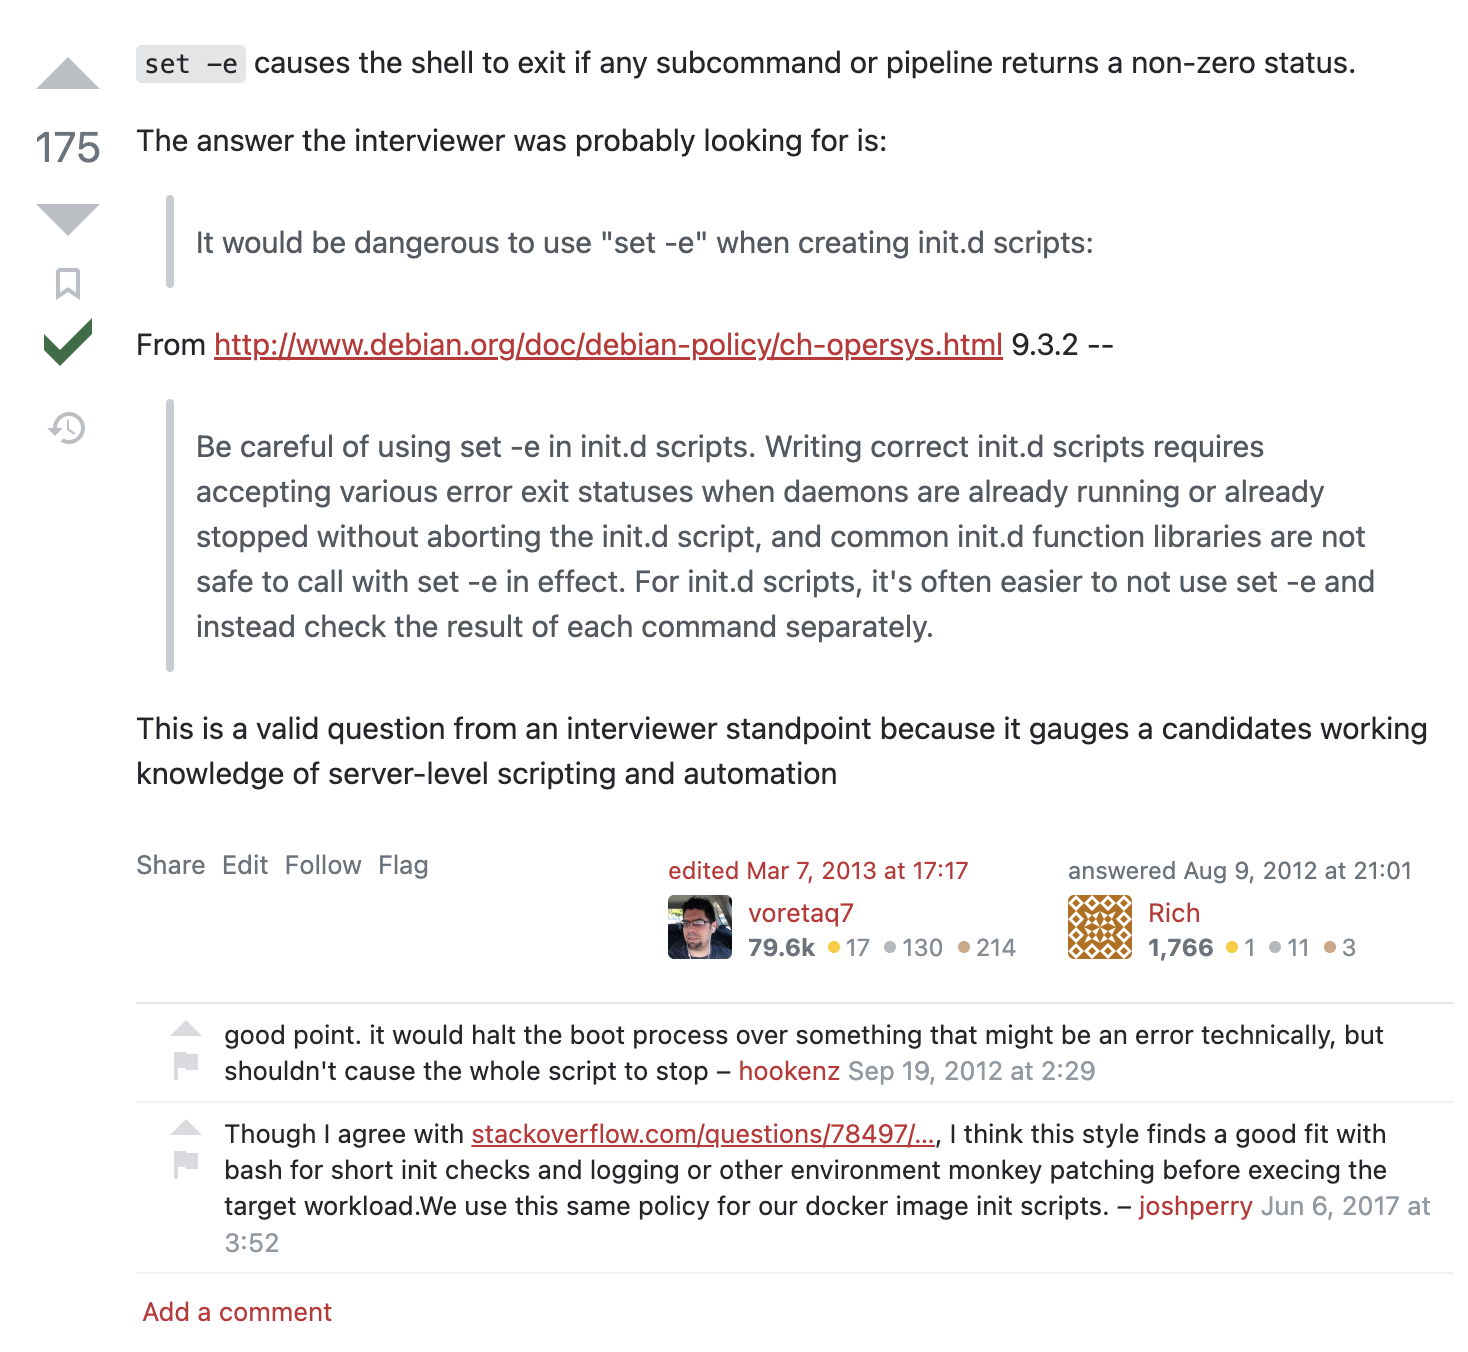 set -e causes the shell to exit if any subcommand or pipeline returns a non-zero status.
175
The answer the interviewer was probably looking for is:
It would be dangerous to use "set -e" when creating init.d scripts:
From http://www.debian.org/doc/debian-policy/ch-opersys.html 9.3.2 --
Be careful of using set -e in init.d scripts. Writing correct init.d scripts requires
accepting various error exit statuses when daemons are already running or already
stopped without aborting the init.d script, and common init.d function libraries are not
safe to call with set -e in effect. For init.d scripts, it's often easier to not use set -e and
instead check the result of each command separately.
This is a valid question from an interviewer standpoint because it gauges a candidates working
knowledge of server-level scripting and automation
Share Edit Follow Flag
edited Mar 7, 2013 at 17:17
voretaq7
79.6k 17 130 214
answered Aug 9, 2012 at 21:01
Rich
1,766 1 11 3
good point. it would halt the boot process over something that might be an error technically, but
shouldn't cause the whole script to stop – hookenz Sep 19, 2012 at 2:29
Though I agree with stackoverflow.com/questions/78497/…, I think this style finds a good fit with
bash for short init checks and logging or other environment monkey patching before execing the
target workload.We use this same policy for our docker image init scripts. – joshperry Jun 6, 2017 at
3:52
Add a comment